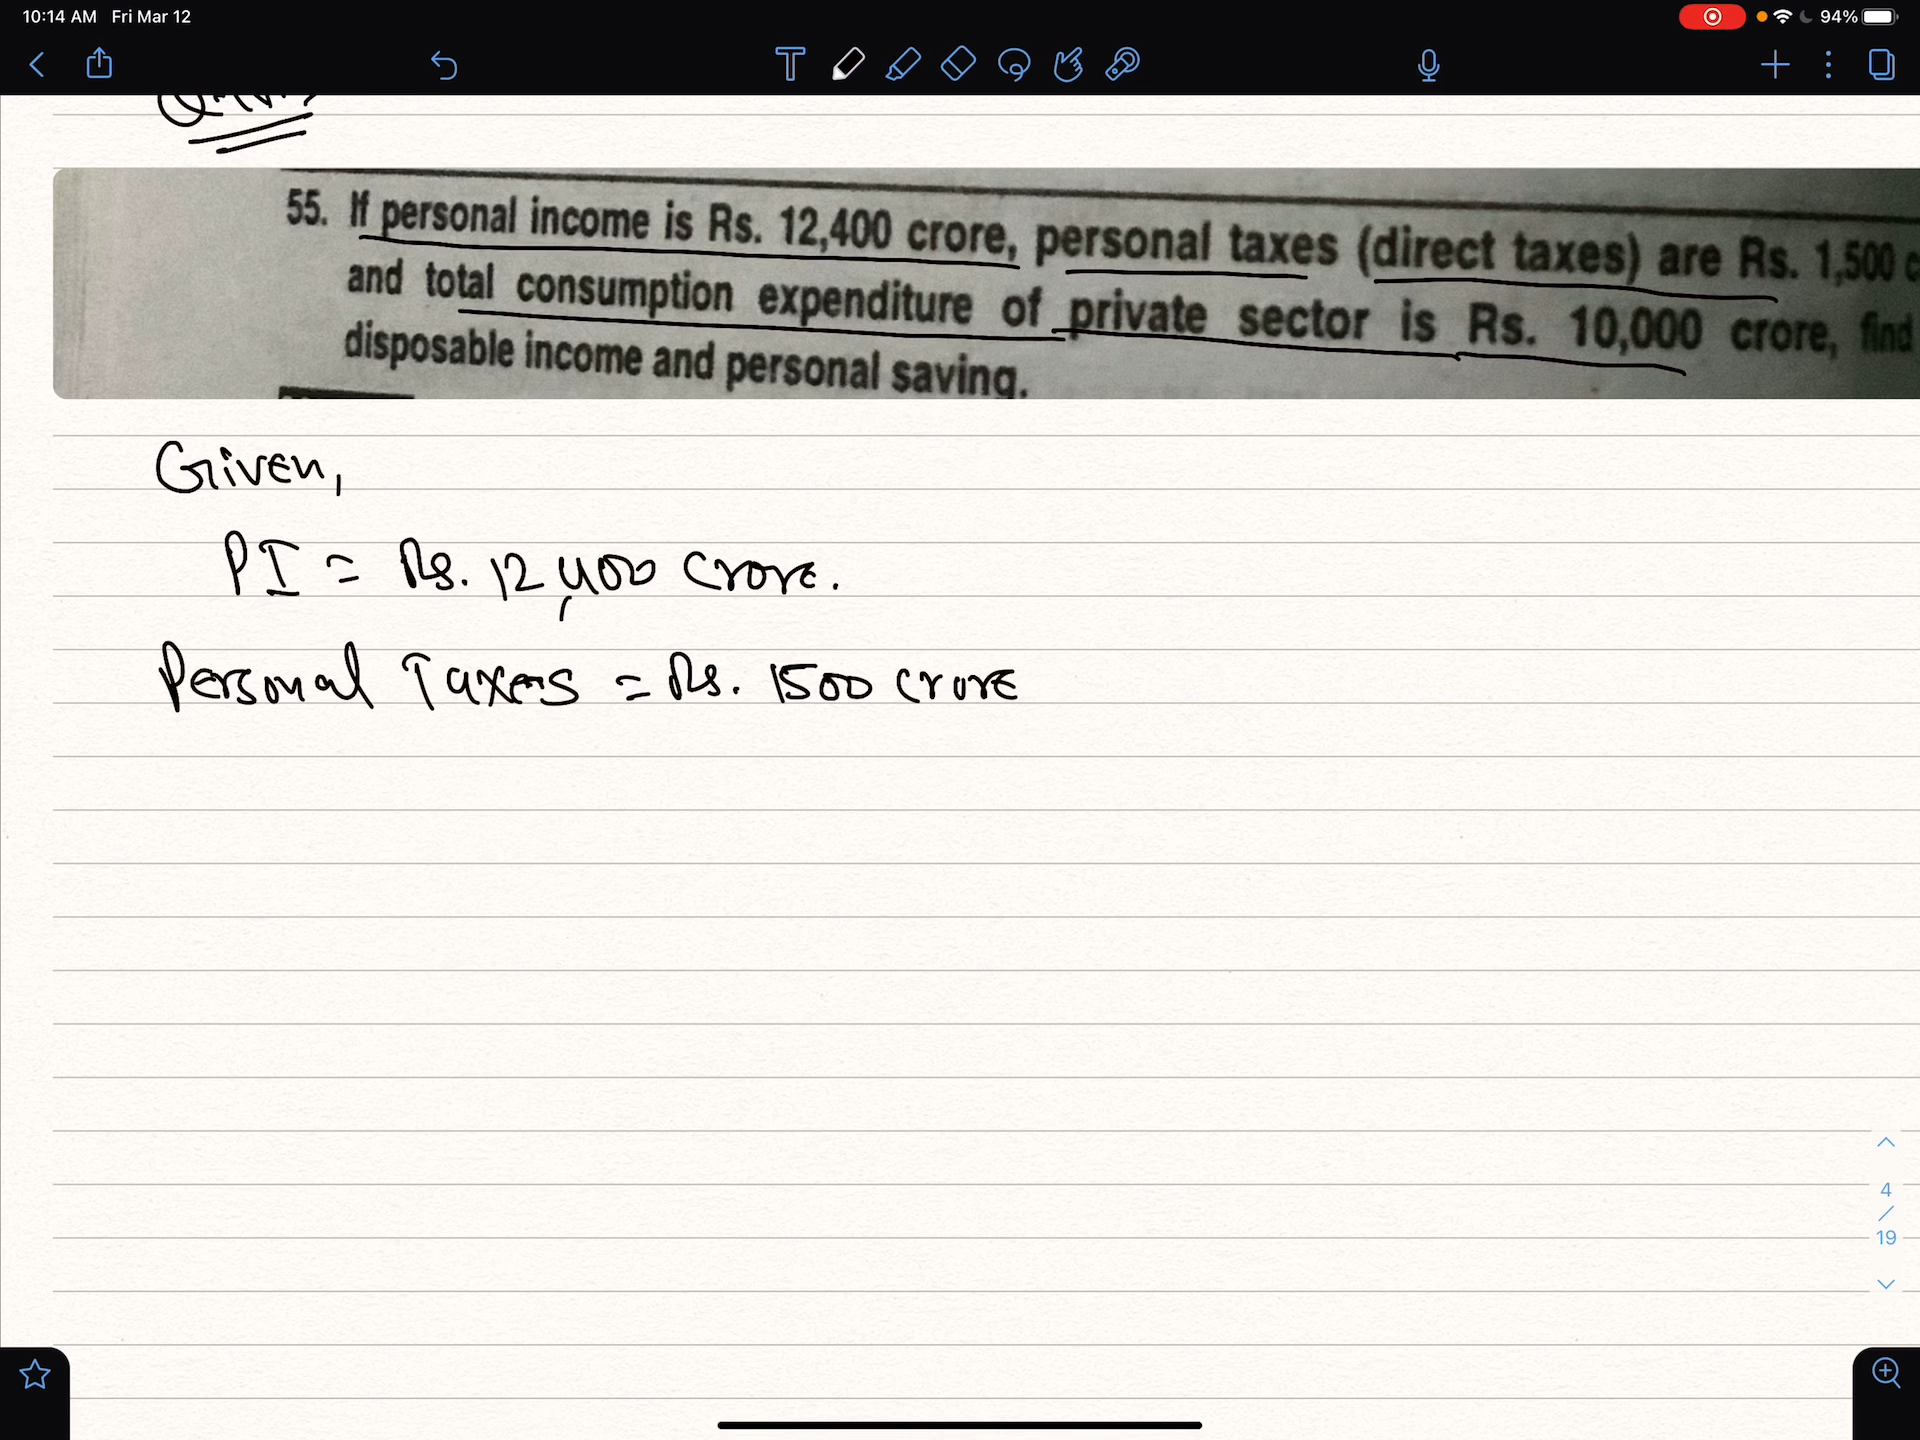 10:14 AM Fri Mar 12
94%
55. If personal income is Rs. 12,400 crore, personal taxes (direct taxes) are Rs. 1,500
and total consumption expenditure of private sector is Rs. 10,000 crore, find
disposable income and personal saving.
Given,
PI = Rs. 12,400 Crore.
Personal Taxes = Rs. 1500 crore
4
/
19